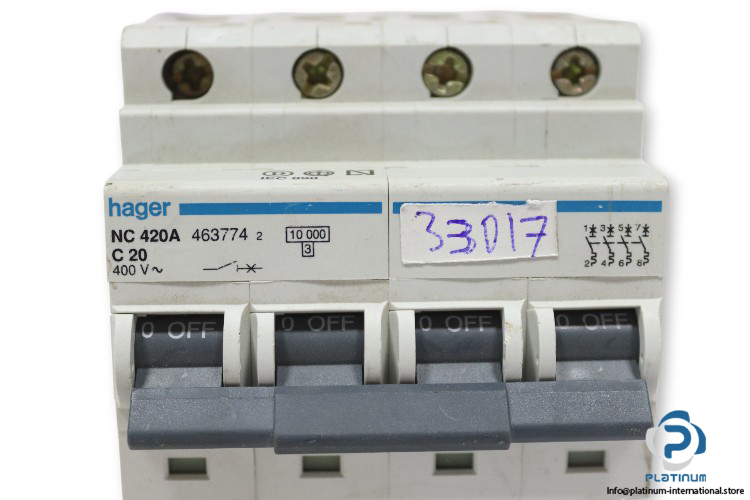 hager
NC 420A 463774 2
C 20
400 V~
10 000
3
33017
1 3 5 7
2 4 6 8
0 OFF 0 OFF 0 OFF 0 OFF
PLATINUM
Info@platinum-international.store